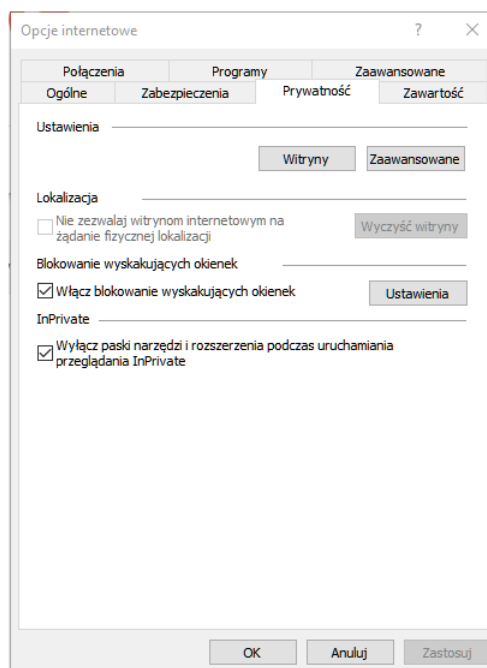 Opcje internetowe
?
Połączenia
Programy
Zaawansowane
Ogólne
Zabezpieczenia
Prywatność
Zawartość
Ustawienia
Witryny
Zaawansowane
Lokalizacja
Nie zezwalaj witrynom internetowym na
żądanie fizycznej lokalizacji
Wyczyść witryny
Blokowanie wyskakujących okienek
Włącz blokowanie wyskakujących okienek
Ustawienia
InPrivate
Wyłącz paski narzędzi i rozszerzenia podczas uruchamiania
przeglądania InPrivate
OK
Anuluj
Zastosuj